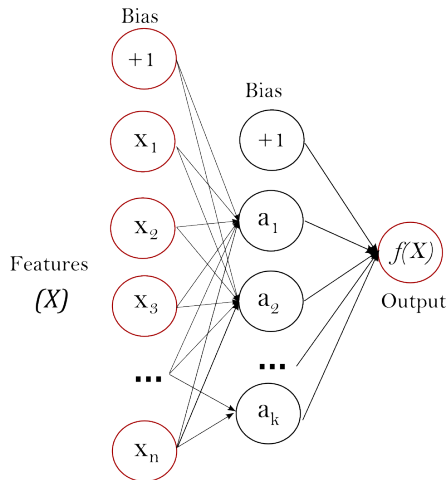 Bias
+1
x₁
x₂
Features
(X)
x₃
...
xₙ
Bias
+1
a₁
a₂
...
aₖ
f(X)
Output